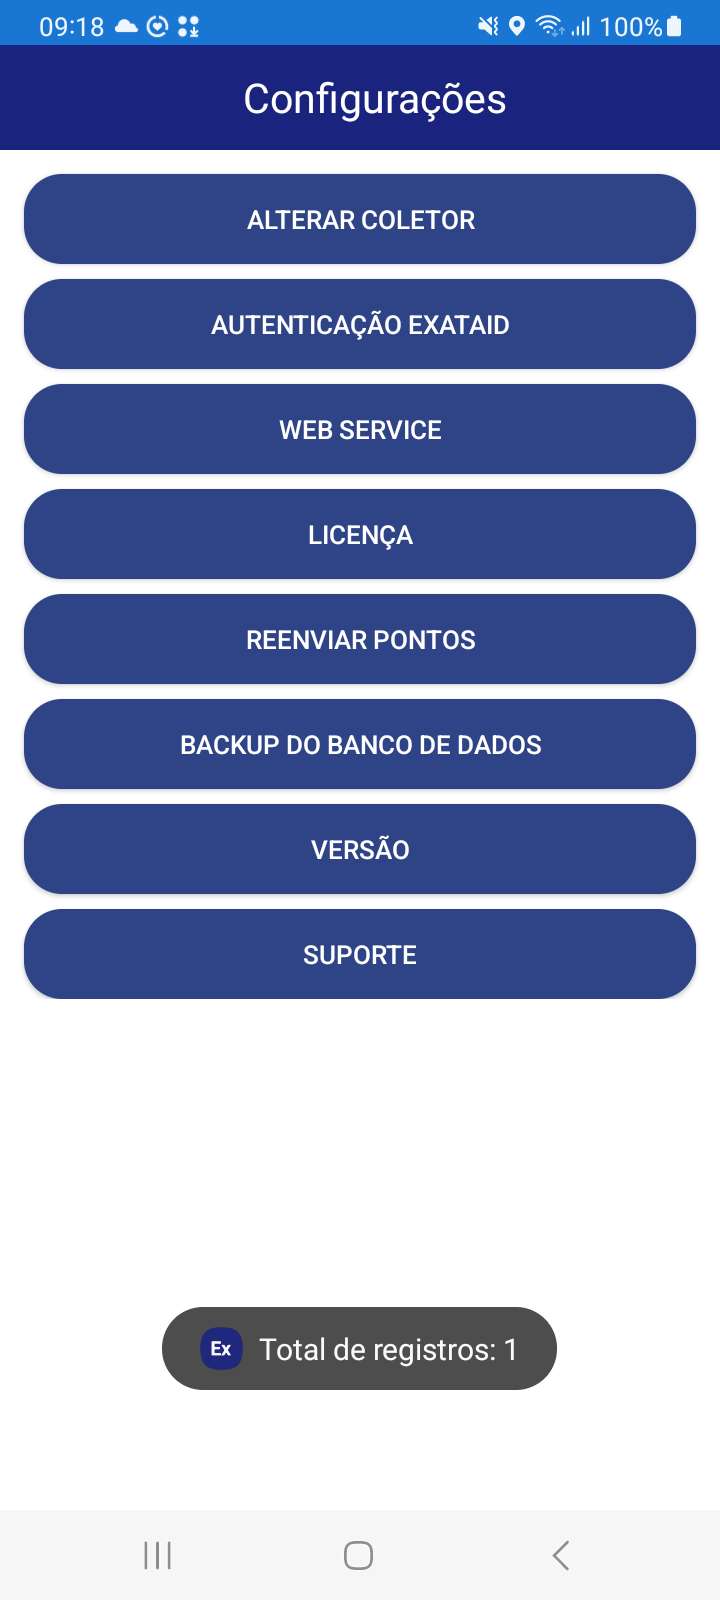 09:18 100%
Configurações
ALTERAR COLETOR
AUTENTICAÇÃO EXATAID
WEB SERVICE
LICENÇA
REENVIAR PONTOS
BACKUP DO BANCO DE DADOS
VERSÃO
SUPORTE
Ex Total de registros: 1